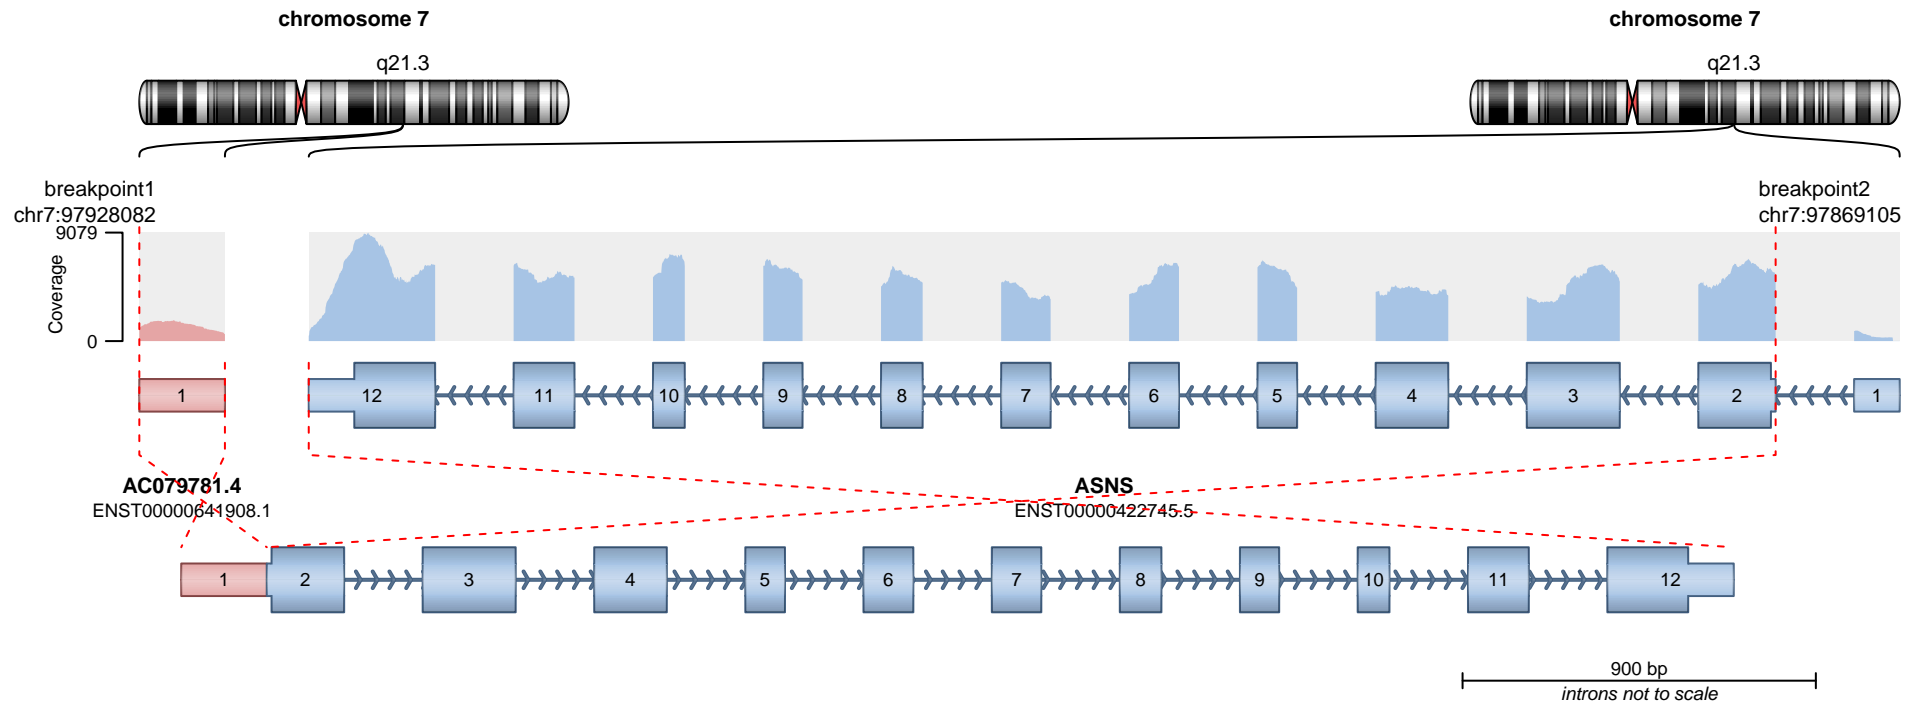 chromosome 7
chromosome 7
q21.3
q21.3
breakpoint1
chr7:97928082
breakpoint2
chr7:97869105
9079
Coverage
0
1
12
11
10
9
8
7
6
5
4
3
2
1
AC079781.4
ENST00000641908.1
ASNS
ENST00000422745.5
1
2
3
4
5
6
7
8
9
10
11
12
900 bp
introns not to scale